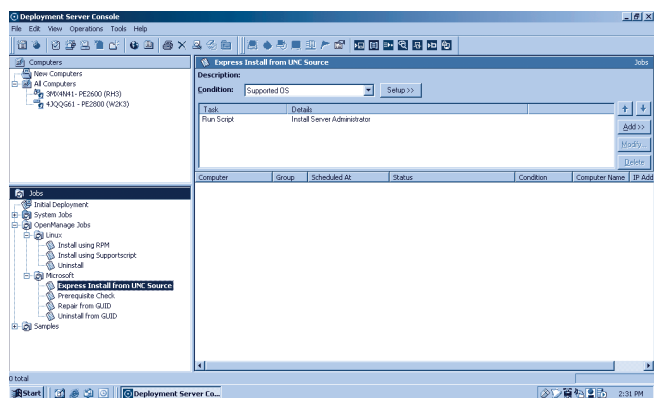 Deployment Server Console
File Edit View Operations Tools Help
Computers
New Computers
All Computers
3MX4N41 - PE2600 (RH3)
4JQQG61 - PE2800 (W2K3)
Express Install from UNC Source Jobs
Description:
Condition: Supported OS Setup >>
Task Details
Run Script Install Server Administrator
Add >>
Modify...
Delete
Computer Group Scheduled At Status Condition Computer Name IP Add
Jobs
Initial Deployment
System Jobs
OpenManage Jobs
Linux
Install using RPM
Install using Supportscript
Uninstall
Microsoft
Express Install from UNC Source
Prerequisite Check
Repair from GUID
Uninstall from GUID
Samples
0 total
Start Deployment Server Co... 2:31 PM